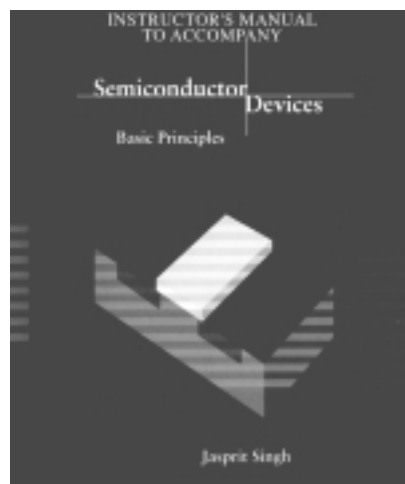 INSTRUCTOR'S MANUAL
TO ACCOMPANY
Semiconductor
Devices
Basic Principles
Jasprit Singh